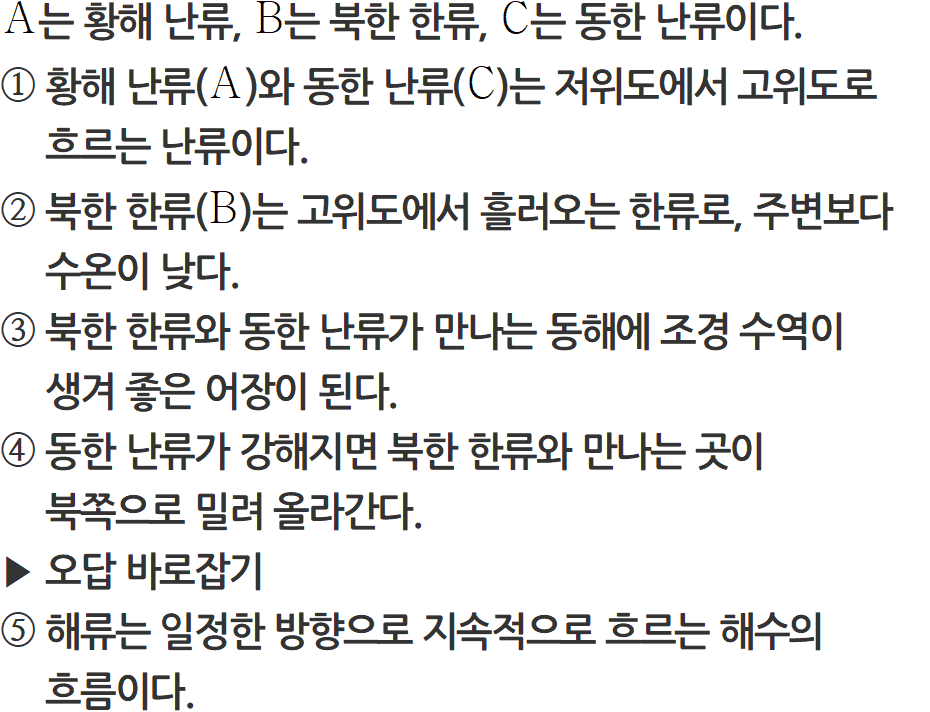 A는 황해 난류, B는 북한 한류, C는 동한 난류이다.
① 황해 난류(A)와 동한 난류(C)는 저위도에서 고위도로
흐르는 난류이다.
② 북한 한류(B)는 고위도에서 흘러오는 한류로, 주변보다
수온이 낮다.
③ 북한 한류와 동한 난류가 만나는 동해에 조경 수역이
생겨 좋은 어장이 된다.
④ 동한 난류가 강해지면 북한 한류와 만나는 곳이
북쪽으로 밀려 올라간다.
▶ 오답 바로잡기
⑤ 해류는 일정한 방향으로 지속적으로 흐르는 해수의
흐름이다.